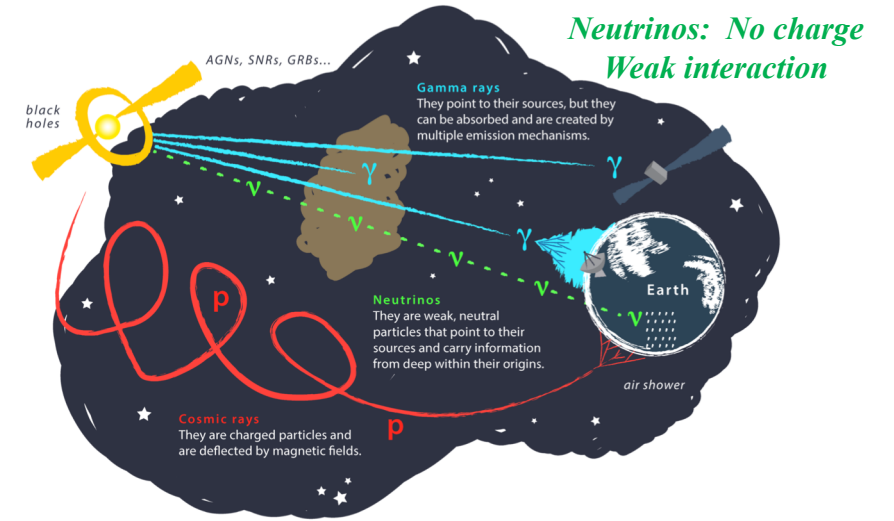 Neutrinos: No charge
Weak interaction
AGNs, SNRs, GRBs...
black
holes
Gamma rays
They point to their sources, but they
can be absorbed and are created by
multiple emission mechanisms.
γ
γ
ν
ν
γ
ν
ν
Earth
ν
p
Neutrinos
They are weak, neutral
particles that point to their
sources and carry information
from deep within their origins.
air shower
Cosmic rays
They are charged particles and
are deflected by magnetic fields.
p